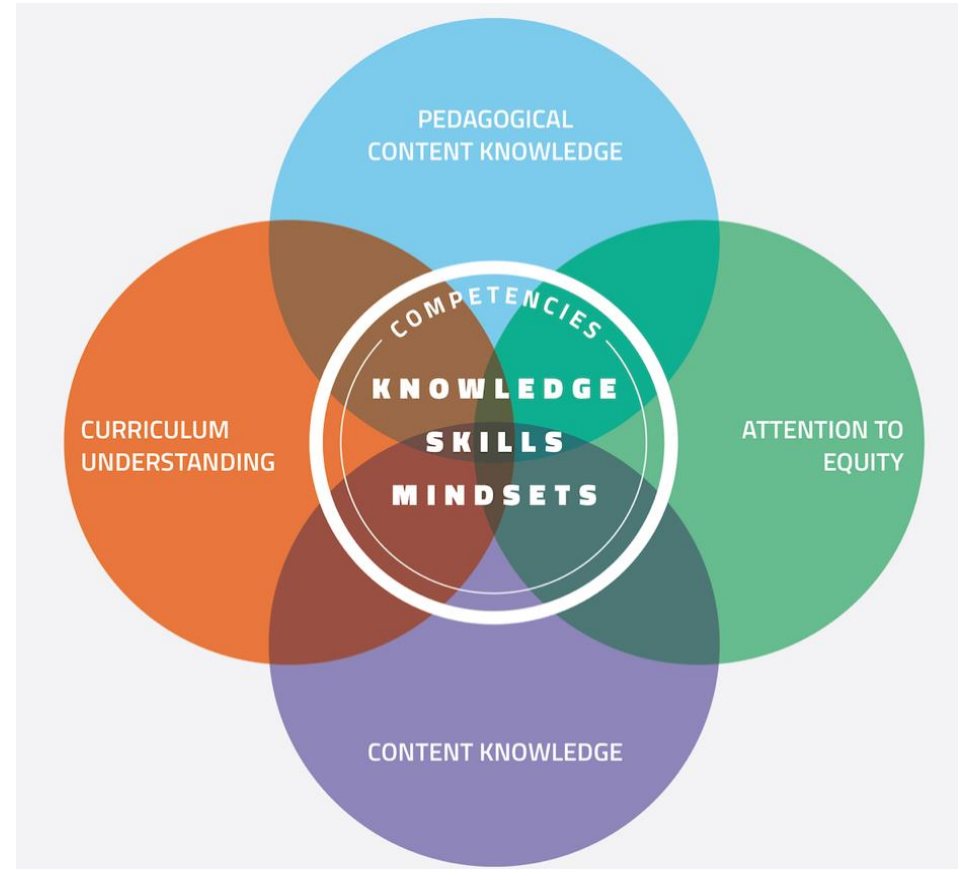 PEDAGOGICAL
CONTENT KNOWLEDGE
COMPETENCIES
KNOWLEDGE
SKILLS
MINDSETS
CURRICULUM
UNDERSTANDING
ATTENTION TO
EQUITY
CONTENT KNOWLEDGE